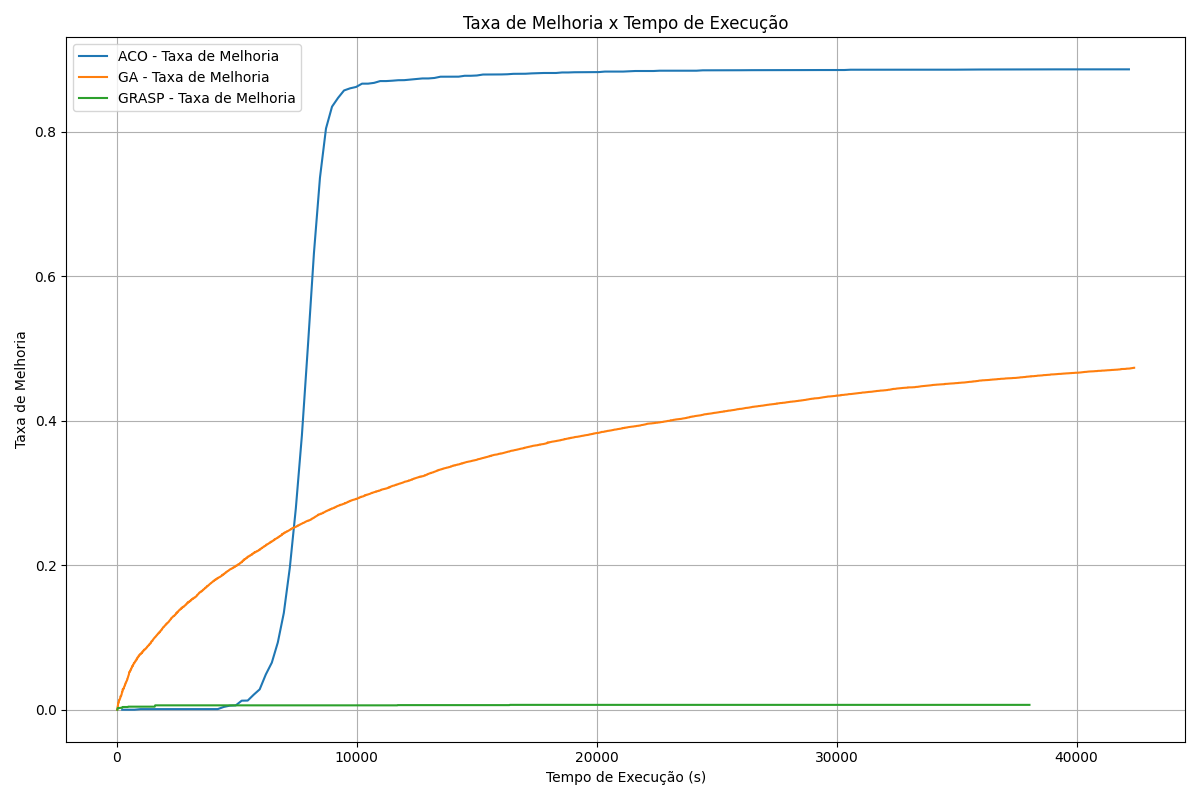 Taxa de Melhoria x Tempo de Execução
ACO - Taxa de Melhoria
GA - Taxa de Melhoria
GRASP - Taxa de Melhoria
Taxa de Melhoria
0.8
0.6
0.4
0.2
0.0
0
10000
20000
30000
40000
Tempo de Execução (s)